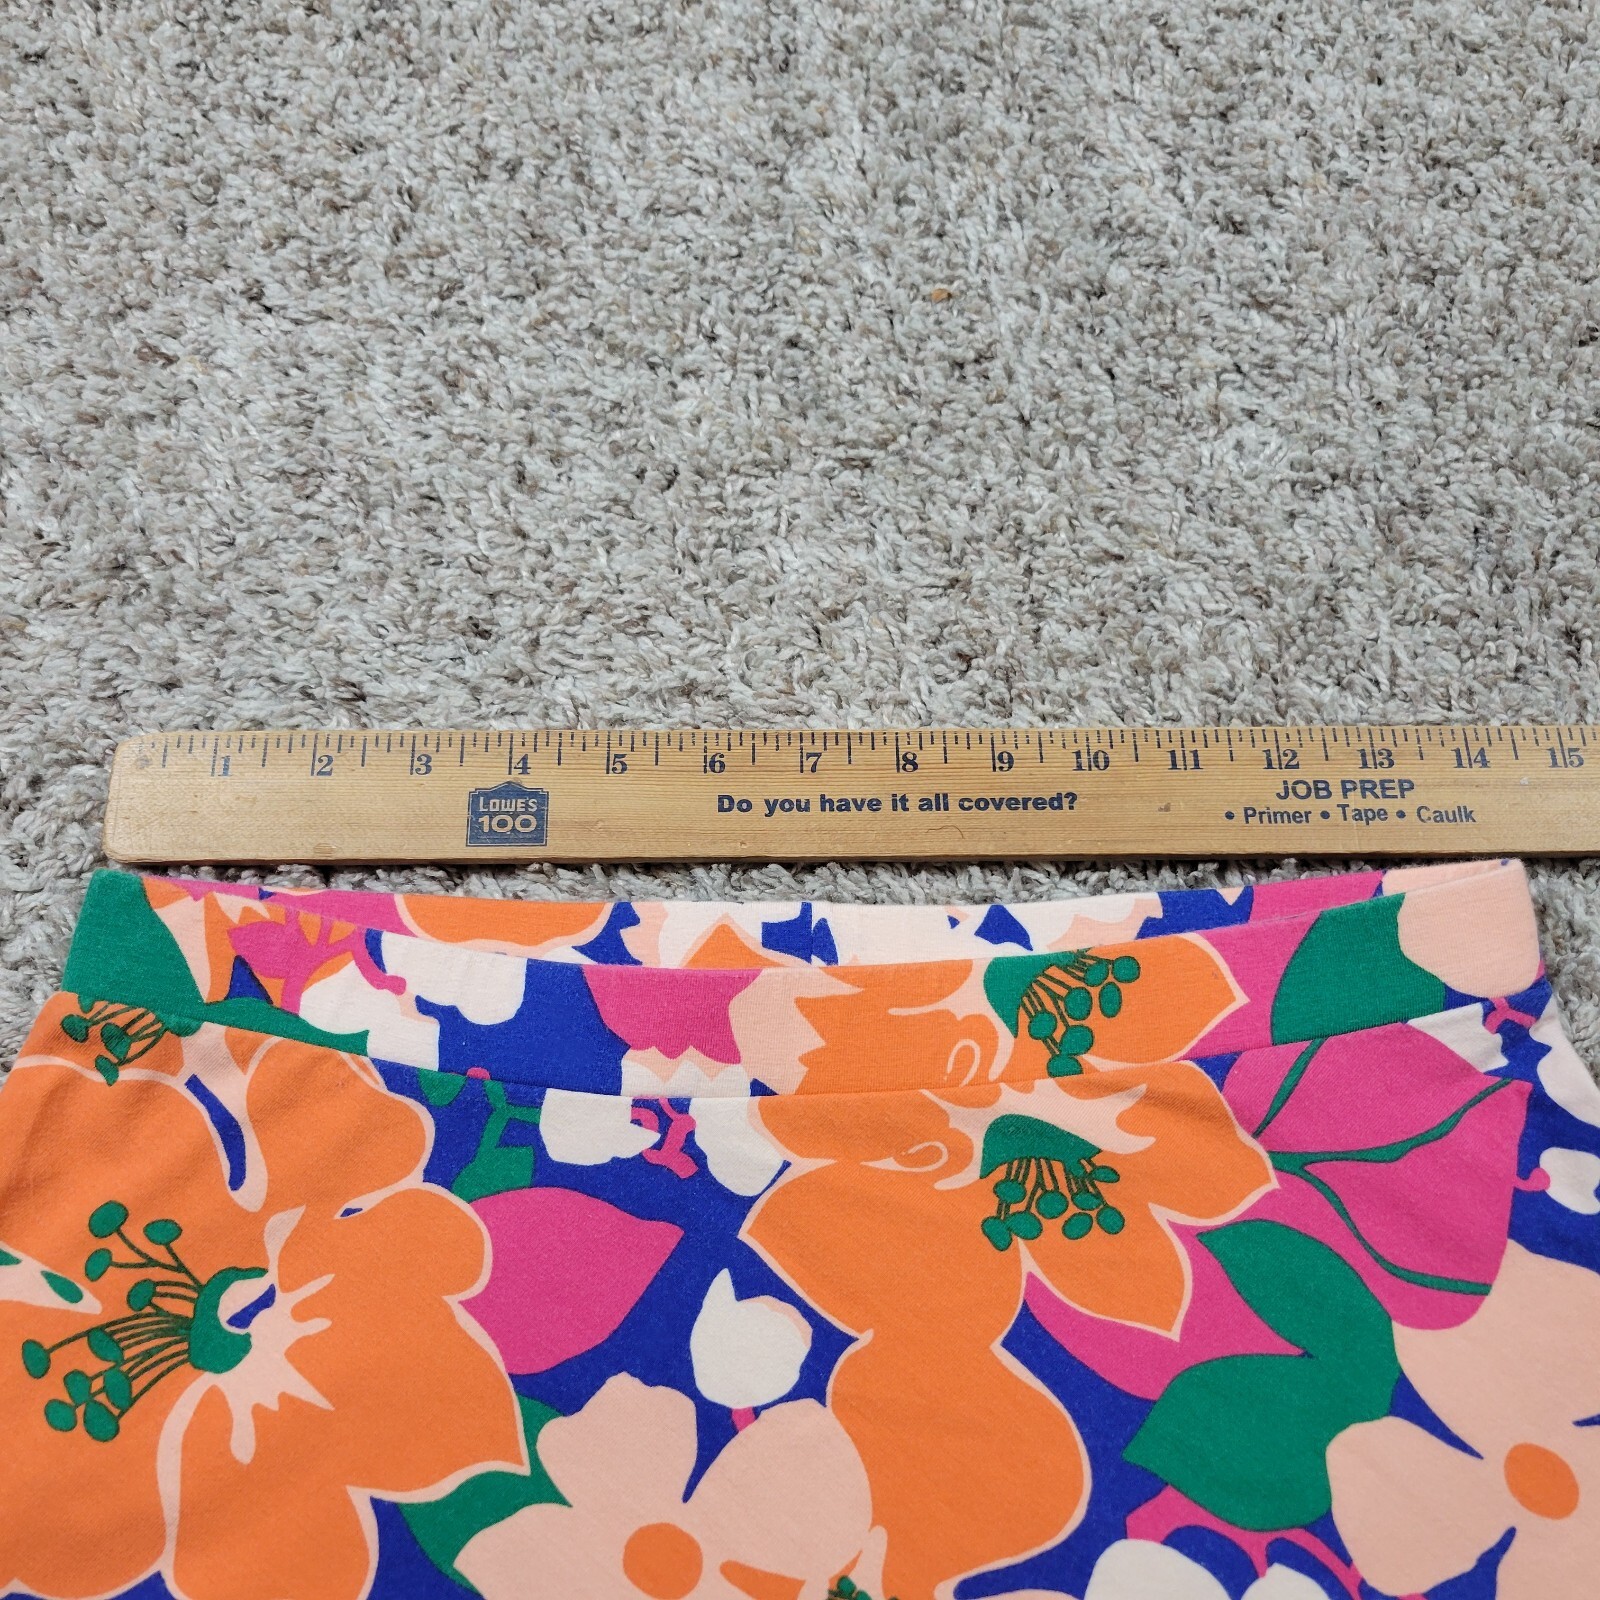 1 2 3 4 5 6 7 8 9 10 11 12 13 14 15
LOWE'S
100
Do you have it all covered?
JOB PREP
• Primer • Tape • Caulk